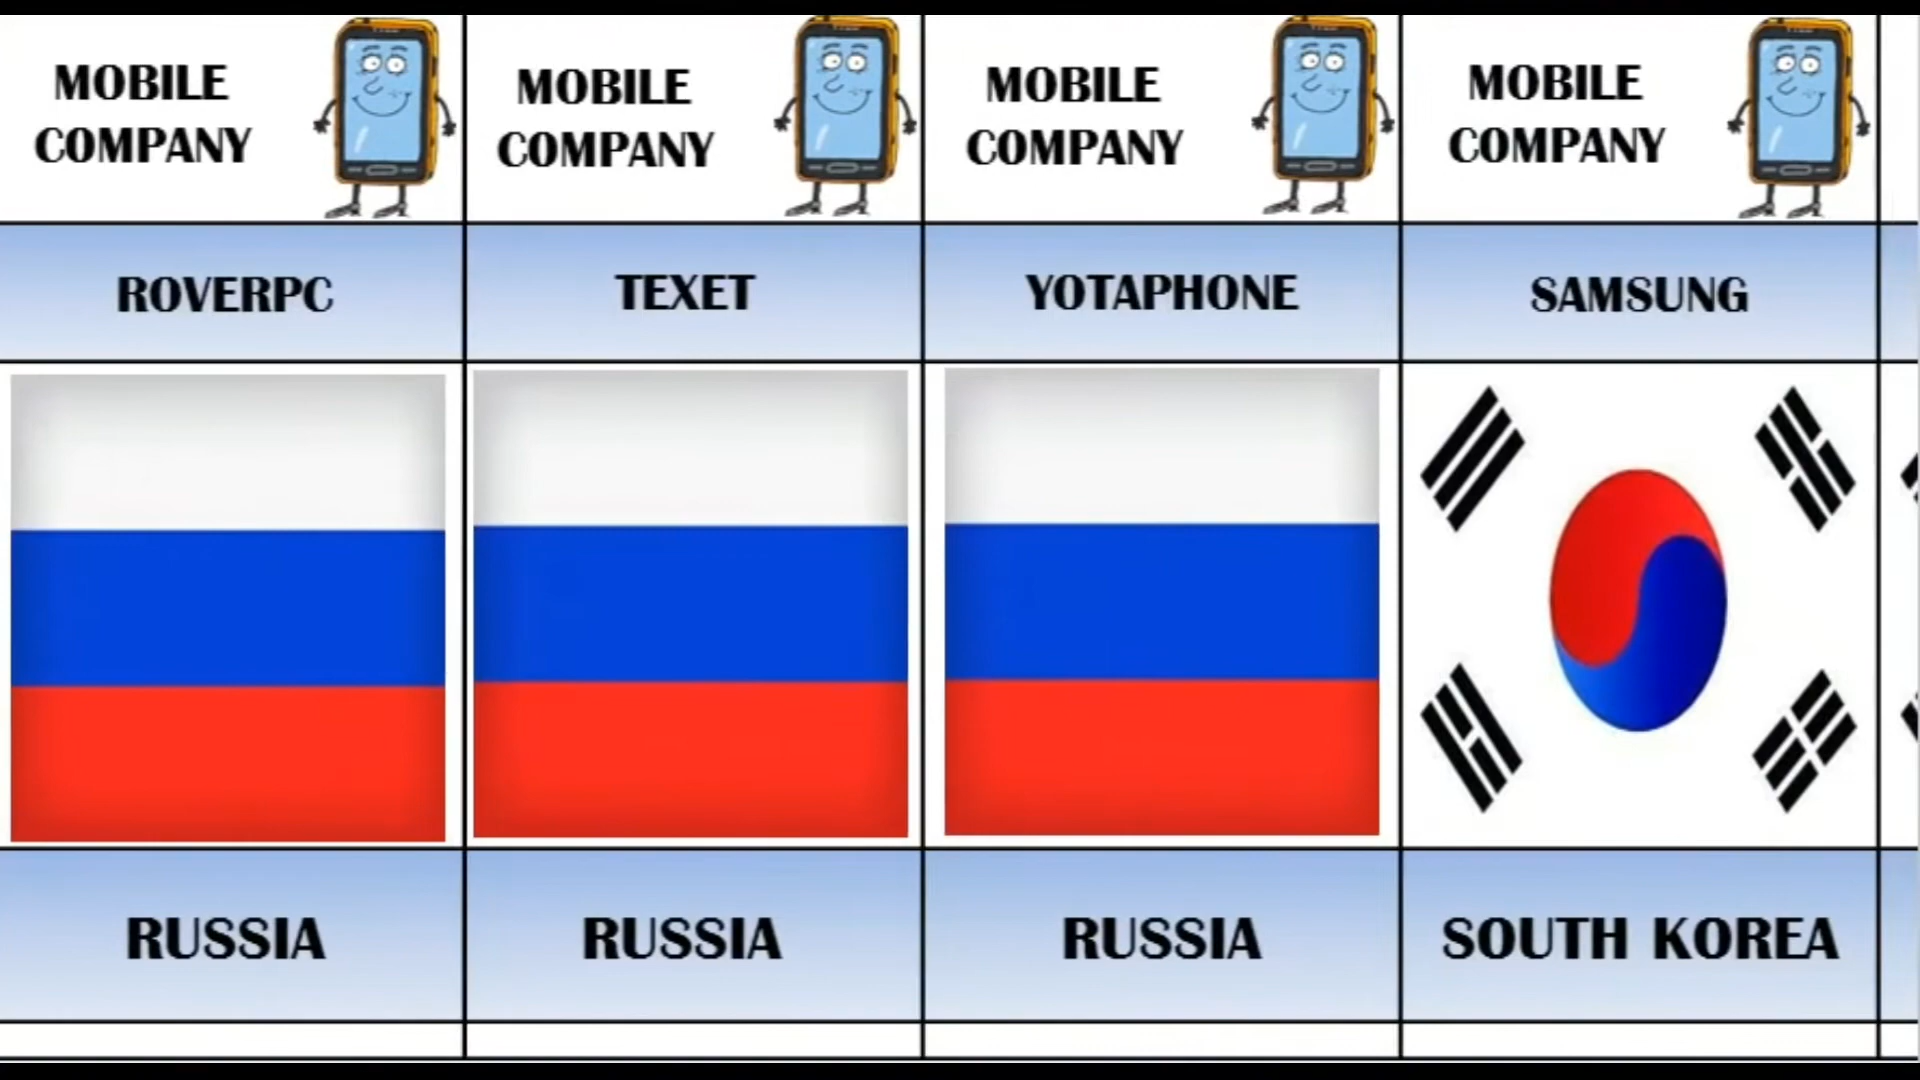 MOBILE
COMPANY
MOBILE
COMPANY
MOBILE
COMPANY
MOBILE
COMPANY
ROVERPC
TEXET
YOTAPHONE
SAMSUNG
RUSSIA
RUSSIA
RUSSIA
SOUTH KOREA